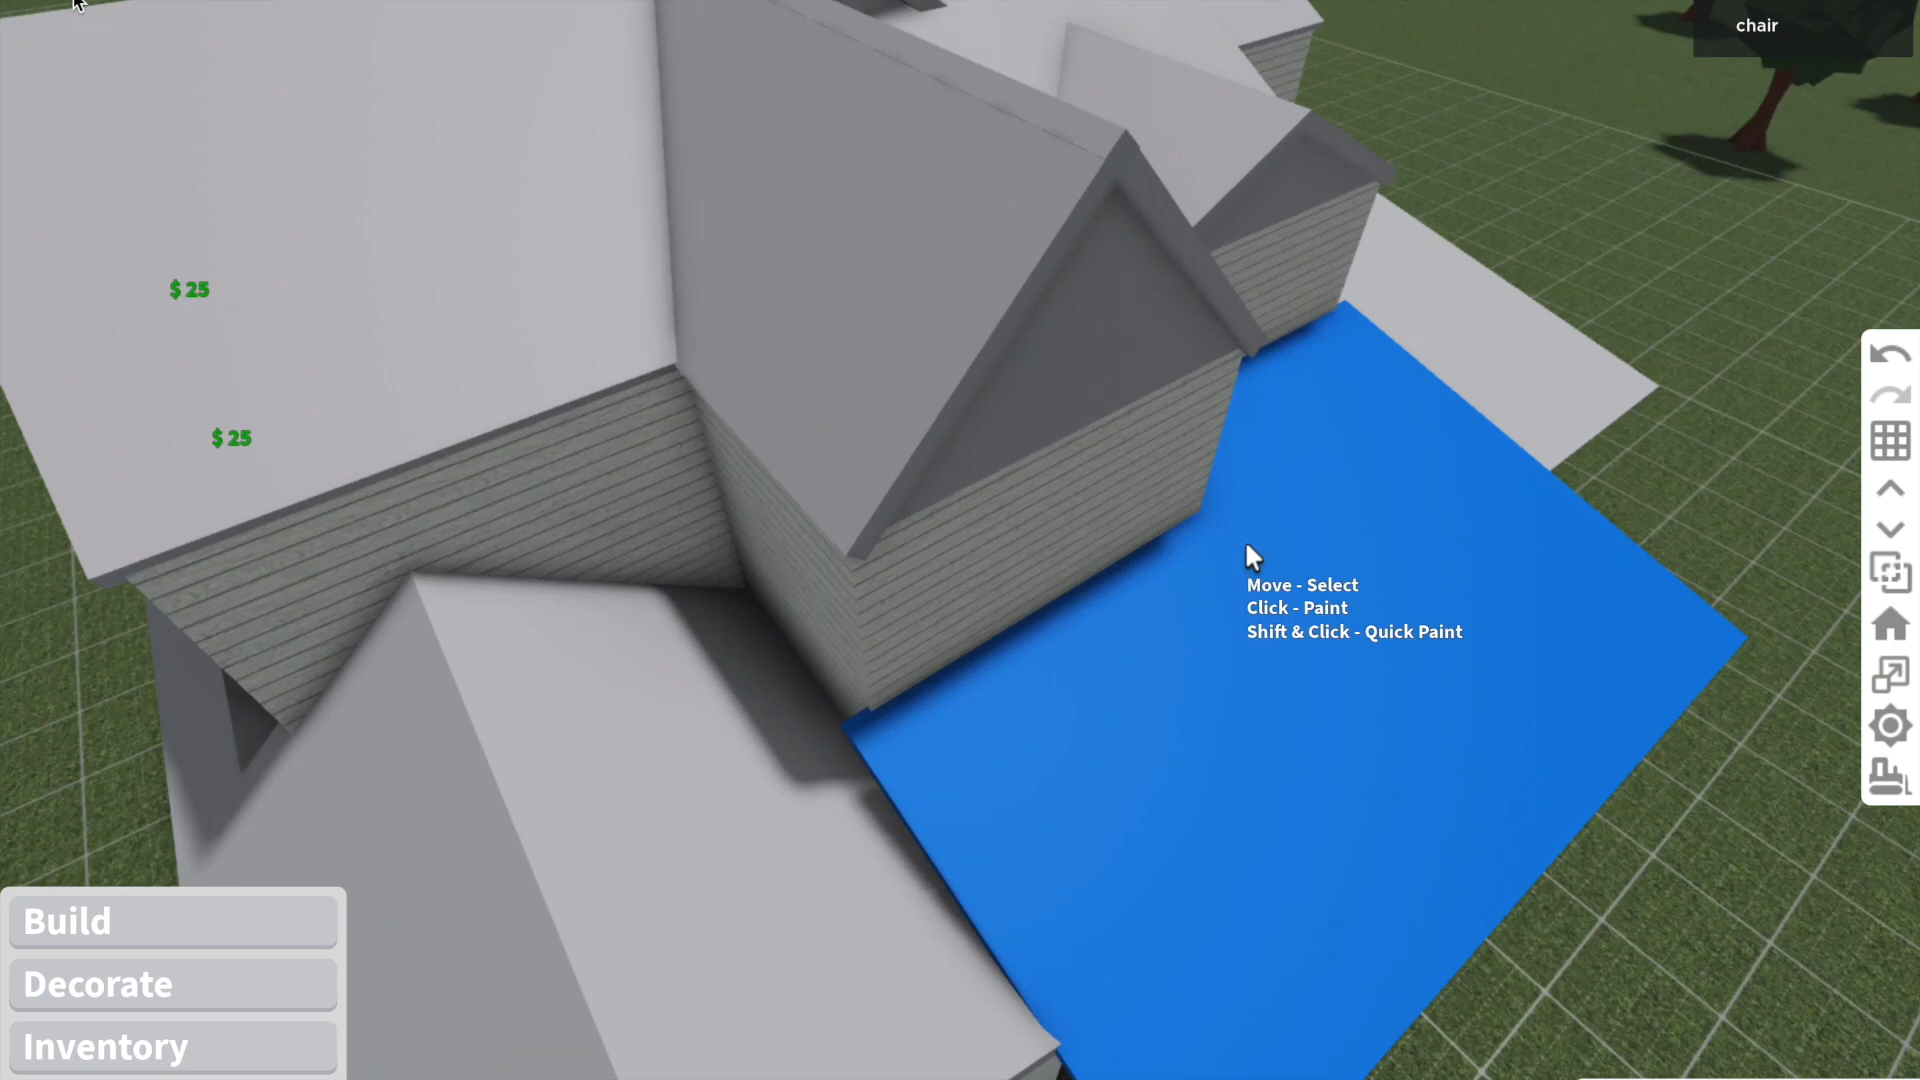 chair
$ 25
$ 25
Move - Select
Click - Paint
Shift & Click - Quick Paint
Build
Decorate
Inventory